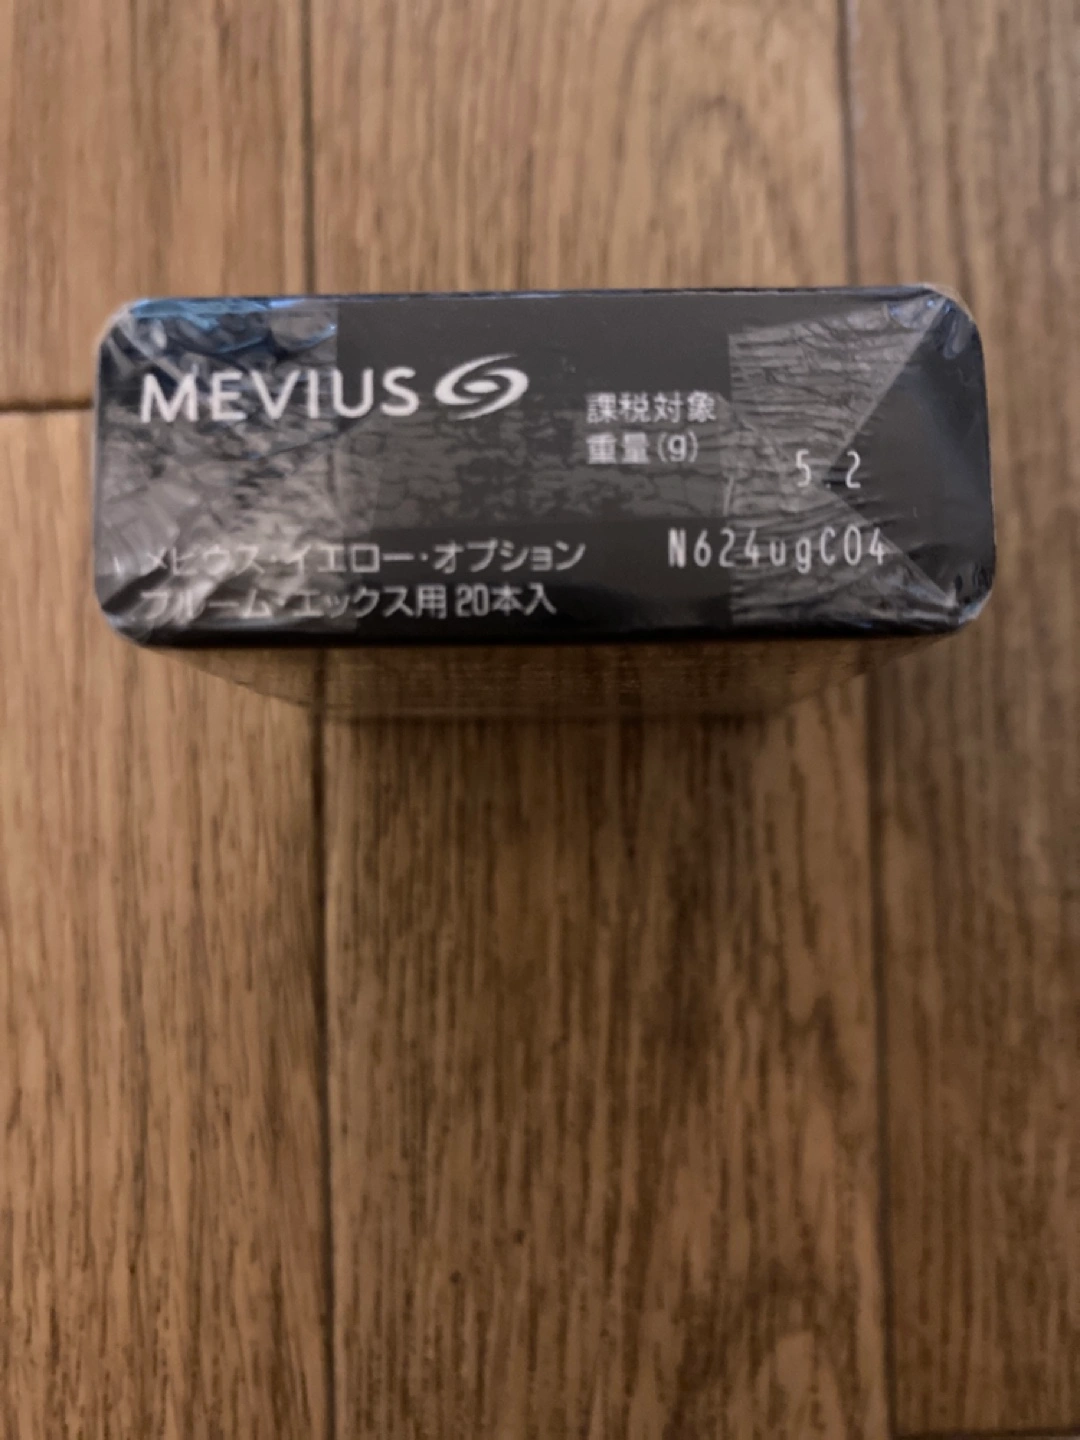 MEVIUS
課税対象
重量(g)
5.2
メビウス・イエロー・オプション
N624ugC04
プルーム・エックス用 20本入